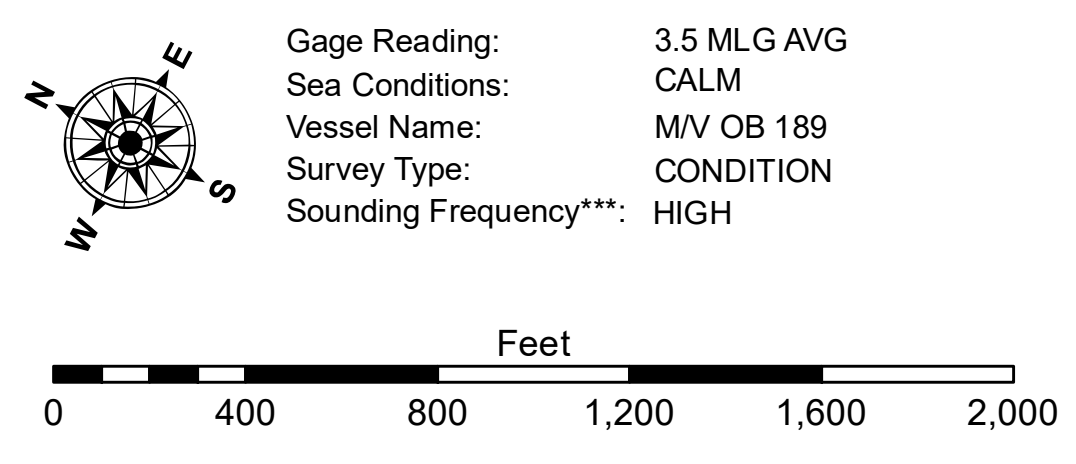 N
E
S
W
Gage Reading: 3.5 MLG AVG
Sea Conditions: CALM
Vessel Name: M/V OB 189
Survey Type: CONDITION
Sounding Frequency***: HIGH
Feet
0 400 800 1,200 1,600 2,000